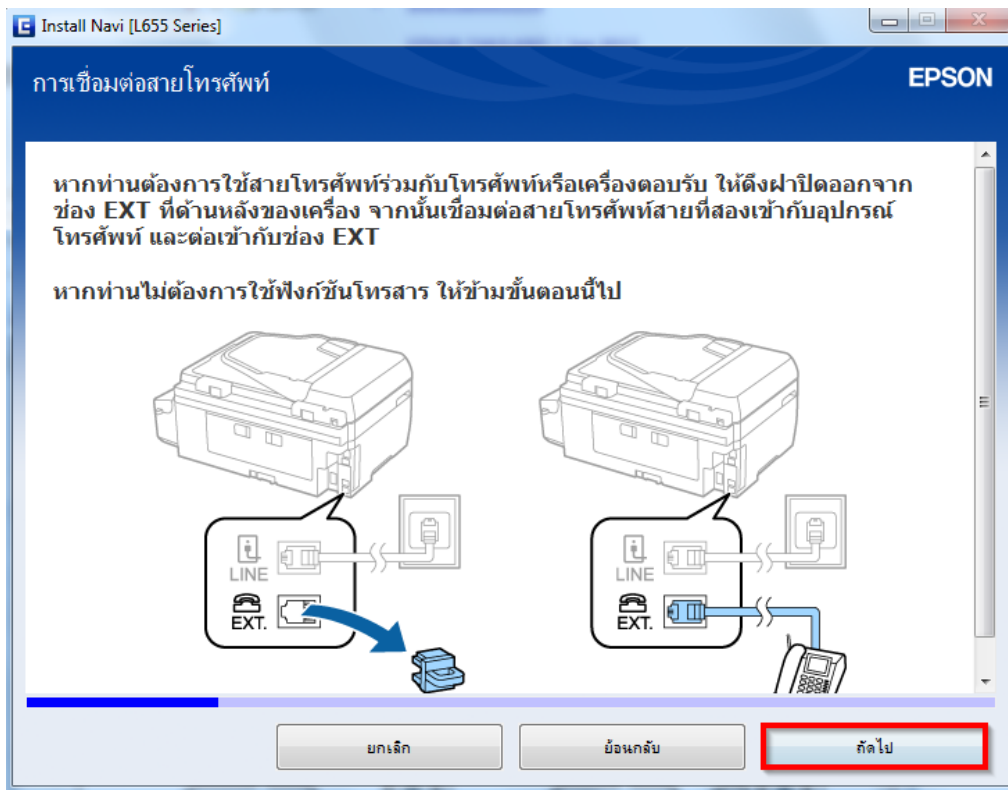 Install Navi [L655 Series]
การเชื่อมต่อสายโทรศัพท์
EPSON
หากท่านต้องการใช้สายโทรศัพท์ร่วมกับโทรศัพท์หรือเครื่องตอบรับ ให้ดึงฝาปิดออกจาก
ช่อง EXT ที่ด้านหลังของเครื่อง จากนั้นเชื่อมต่อสายโทรศัพท์สายที่สองเข้ากับอุปกรณ์
โทรศัพท์ และต่อเข้ากับช่อง EXT
หากท่านไม่ต้องการใช้ฟังก์ชันโทรสาร ให้ข้ามขั้นตอนนี้ไป
LINE
EXT.
LINE
EXT.
ยกเลิก
ย้อนกลับ
ถัดไป